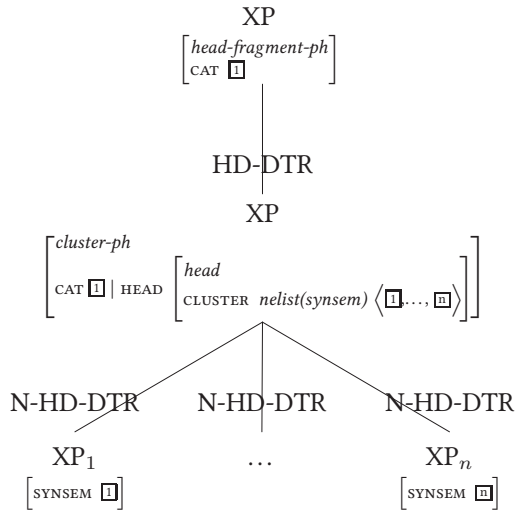 XP
head-fragment-ph
CAT 1
HD-DTR
XP
cluster-ph
head
CAT 1 | HEAD
CLUSTER nelist(synsem) ⟨1,..., n⟩
N-HD-DTR N-HD-DTR N-HD-DTR
XP1 ... XPn
[SYNSEM 1] [SYNSEM n]